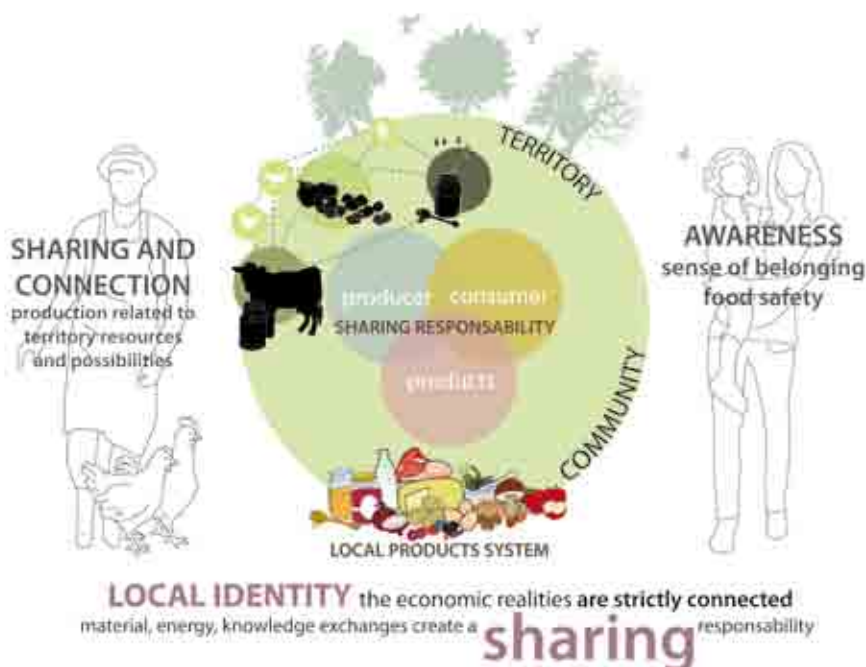 TERRITORY
SHARING AND
CONNECTION
production related to
territory resources
and possibilities
AWARENESS
sense of belonging
food safety
producer consumer
SHARING RESPONSABILITY
products
COMMUNITY
LOCAL PRODUCTS SYSTEM
LOCAL IDENTITY the economic realities are strictly connected
material, energy, knowledge exchanges create a sharing responsability